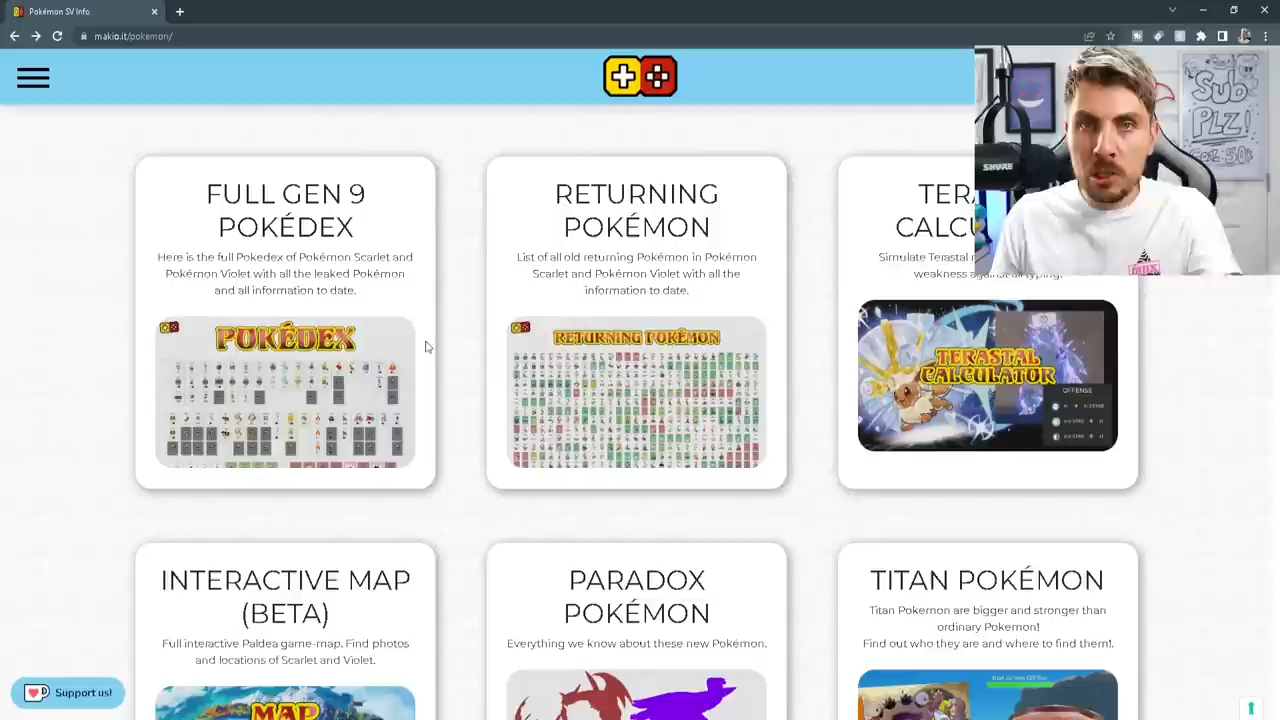 Pokémon SV Info
makio.it/pokemon/
Sub
PLZ!
SHURE
FULL GEN 9
POKÉDEX
Here is the full Pokedex of Pokémon Scarlet and
Pokémon Violet with all the leaked Pokémon
and all information to date.
POKÉDEX
RETURNING
POKÉMON
List of all old returning Pokémon in Pokémon
Scarlet and Pokémon Violet with all the
information to date.
RETURNING POKÉMON
TER
CALCU
Simulate Terastal
weakness against all typing.
TERASTAL
CALCULATOR
OFFENSE
INTERACTIVE MAP
(BETA)
Full interactive Paldea game-map. Find photos
and locations of Scarlet and Violet.
MAP
PARADOX
POKÉMON
Everything we know about these new Pokémon.
TITAN POKÉMON
Titan Pokemon are bigger and stronger than
ordinary Pokemon!
Find out who they are and where to find them!.
Support us!